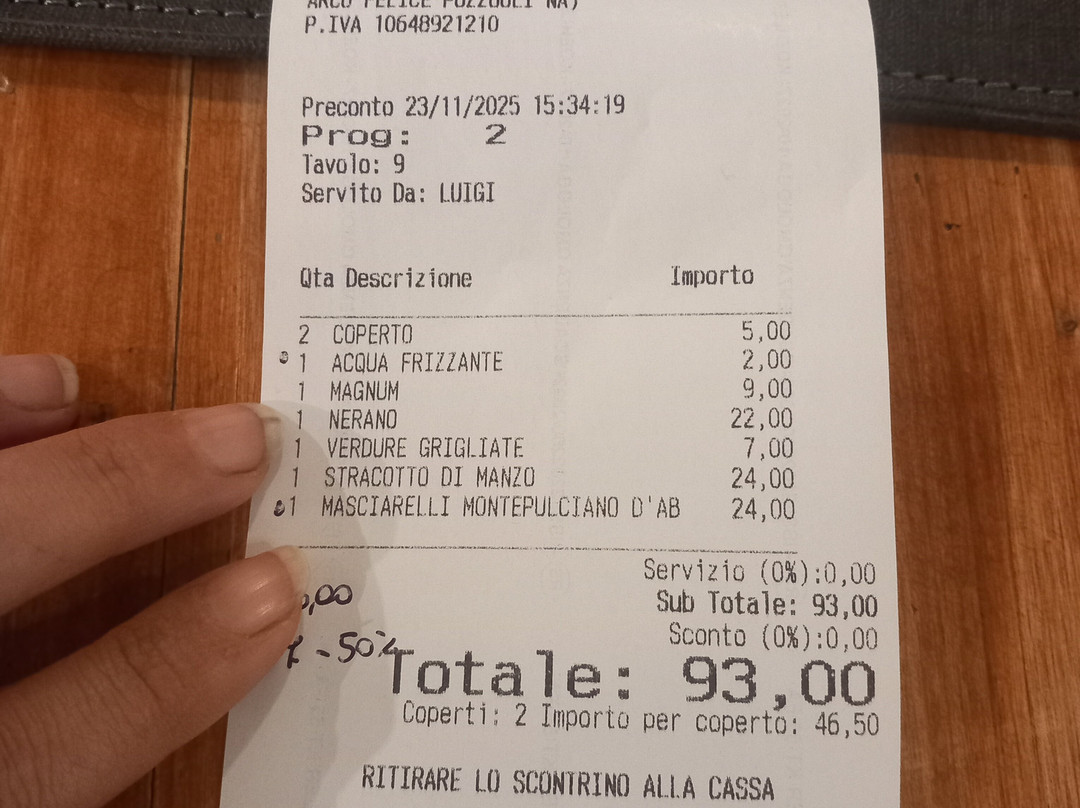 P.IVA 10648921210
Preconto 23/11/2025 15:34:19
Prog: 2
Tavolo: 9
Servito Da: LUIGI
Qta Descrizione Importo
2 COPERTO 5,00
1 ACQUA FRIZZANTE 2,00
1 MAGNUM 9,00
1 NERANO 22,00
1 VERDURE GRIGLIATE 7,00
1 STRACOTTO DI MANZO 24,00
1 MASCIARELLI MONTEPULCIANO D'AB 24,00
Servizio (0%):0,00
Sub Totale: 93,00
Sconto (0%):0,00
- 50%
Totale: 93,00
Coperti: 2 Importo per coperto: 46,50
RITIRARE LO SCONTRINO ALLA CASSA